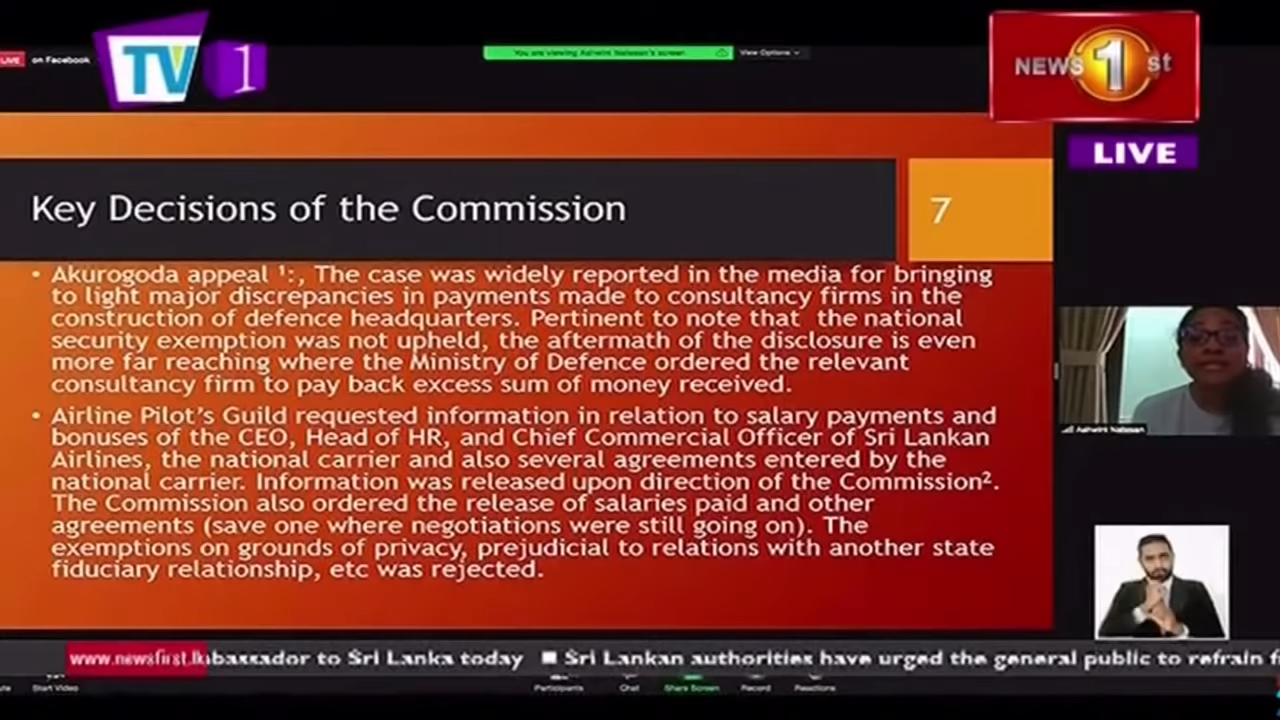 LIVE on Facebook
TV 1
You are viewing Ashwini Natesan's screen
View Options
NEWS 1st
LIVE
Key Decisions of the Commission
7
• Akurogoda appeal ¹:, The case was widely reported in the media for bringing
to light major discrepancies in payments made to consultancy firms in the
construction of defence headquarters. Pertinent to note that the national
security exemption was not upheld, the aftermath of the disclosure is even
more far reaching where the Ministry of Defence ordered the relevant
consultancy firm to pay back excess sum of money received.
• Airline Pilot's Guild requested information in relation to salary payments and
bonuses of the CEO, Head of HR, and Chief Commercial Officer of Sri Lankan
Airlines, the national carrier and also several agreements entered by the
national carrier. Information was released upon direction of the Commission².
The Commission also ordered the release of salaries paid and other
agreements (save one where negotiations were still going on). The
exemptions on grounds of privacy, prejudicial to relations with another state
fiduciary relationship, etc was rejected.
Ashwini Natesan
www.newsfirst.lk
bassador to Sri Lanka today ■ Sri Lankan authorities have urged the general public to refrain f
Start Video
Participants
Chat
Share Screen
Record
Reactions